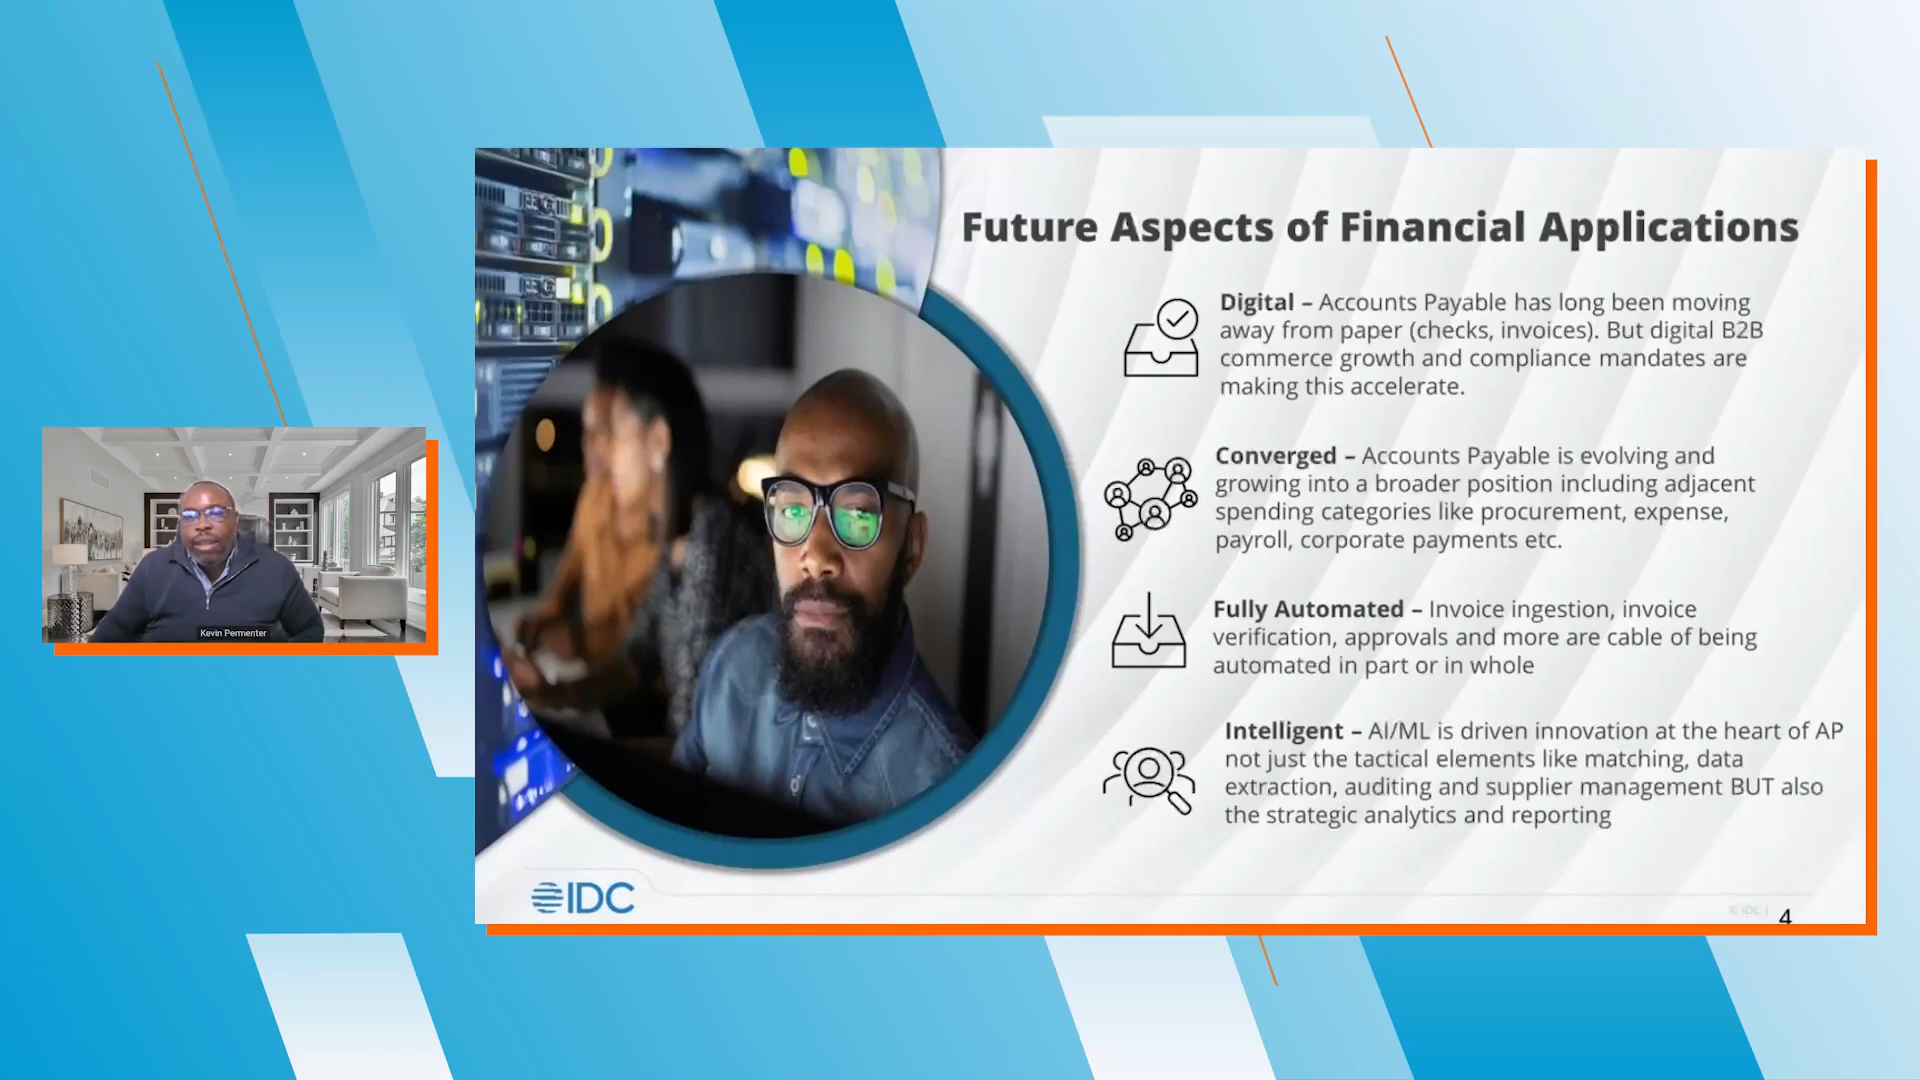 Future Aspects of Financial Applications
Digital – Accounts Payable has long been moving
away from paper (checks, invoices). But digital B2B
commerce growth and compliance mandates are
making this accelerate.
Converged – Accounts Payable is evolving and
growing into a broader position including adjacent
spending categories like procurement, expense,
payroll, corporate payments etc.
Fully Automated – Invoice ingestion, invoice
verification, approvals and more are cable of being
automated in part or in whole
Intelligent – AI/ML is driven innovation at the heart of AP
not just the tactical elements like matching, data
extraction, auditing and supplier management BUT also
the strategic analytics and reporting
Kevin Permenter
IDC
© IDC |
4